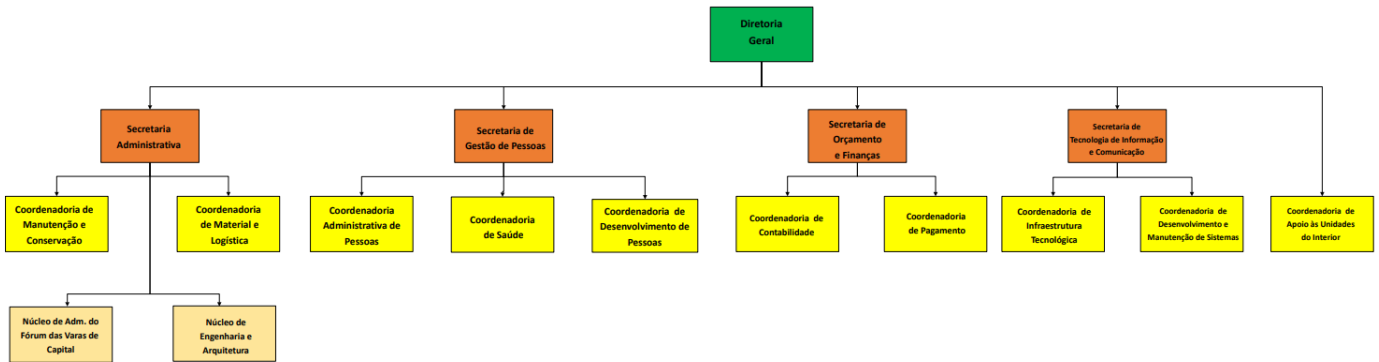 Diretoria
Geral
Secretaria
Administrativa
Secretaria de
Gestão de Pessoas
Secretaria de
Orçamento
e Finanças
Secretaria de
Tecnologia de Informação
e Comunicação
Coordenadoria de
Manutenção e
Conservação
Coordenadoria
de Material e
Logística
Coordenadoria
Administrativa de
Pessoas
Coordenadoria
de Saúde
Coordenadoria de
Desenvolvimento de
Pessoas
Coordenadoria de
Contabilidade
Coordenadoria
de Pagamento
Coordenadoria de
Infraestrutura
Tecnológica
Coordenadoria de
Desenvolvimento e
Manutenção de Sistemas
Coordenadoria de
Apoio às Unidades
do Interior
Núcleo de Adm. do
Fórum das Varas de
Capital
Núcleo de
Engenharia e
Arquitetura